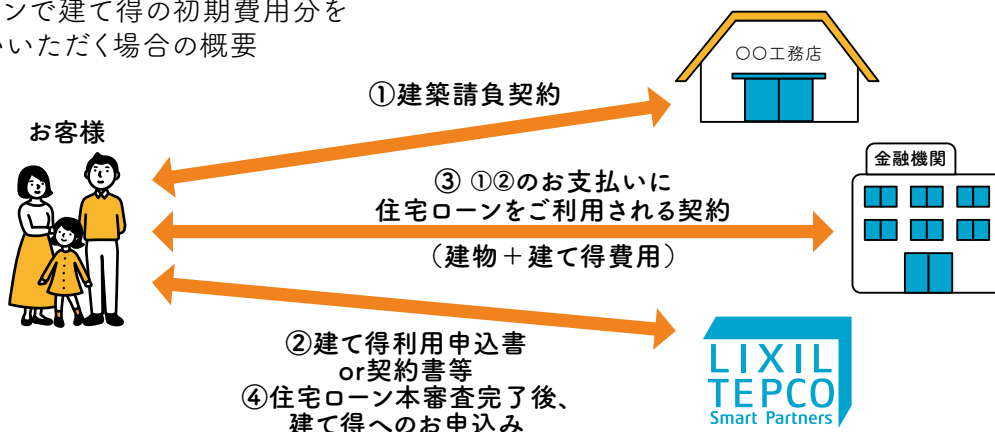 ンで建て得の初期費用分を
いただく場合の概要
〇〇工務店
①建築請負契約
お客様
金融機関
③ ①②のお支払いに
住宅ローンをご利用される契約
（建物＋建て得費用）
②建て得利用申込書
or契約書等
④住宅ローン本審査完了後、
建て得へのお申込み
LIXIL
TEPCO
Smart Partners